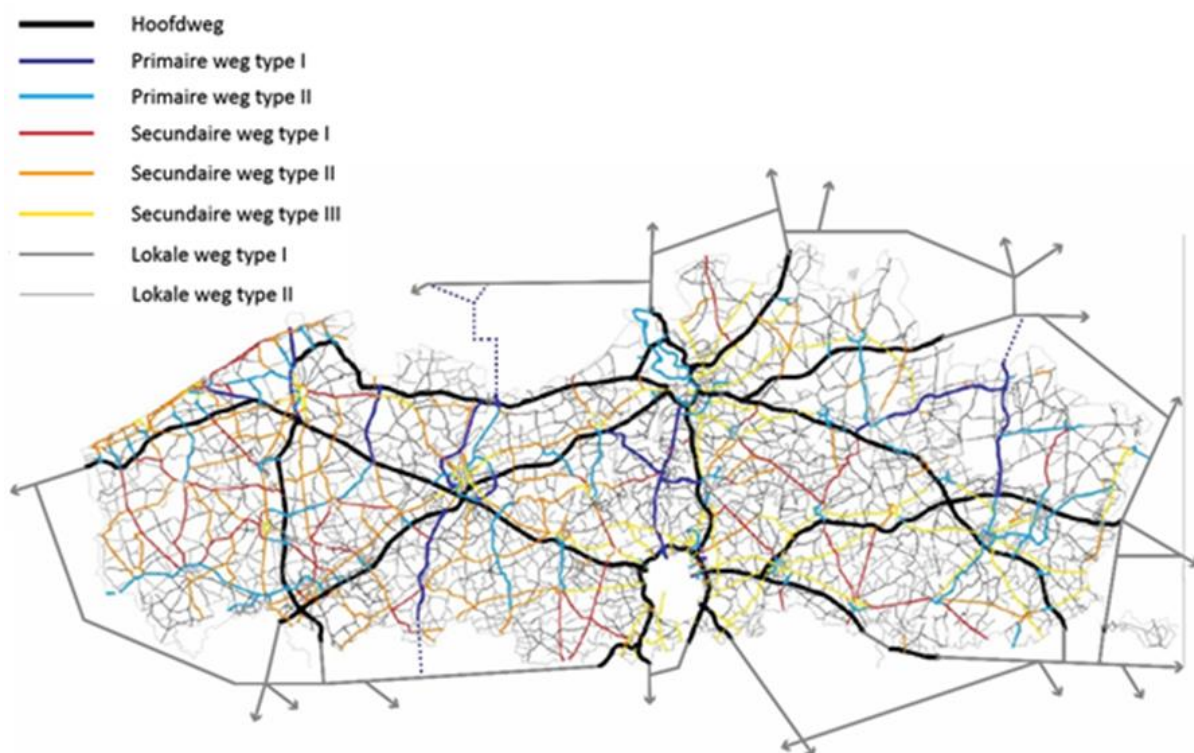 Hoofdweg
Primaire weg type I
Primaire weg type II
Secundaire weg type I
Secundaire weg type II
Secundaire weg type III
Lokale weg type I
Lokale weg type II